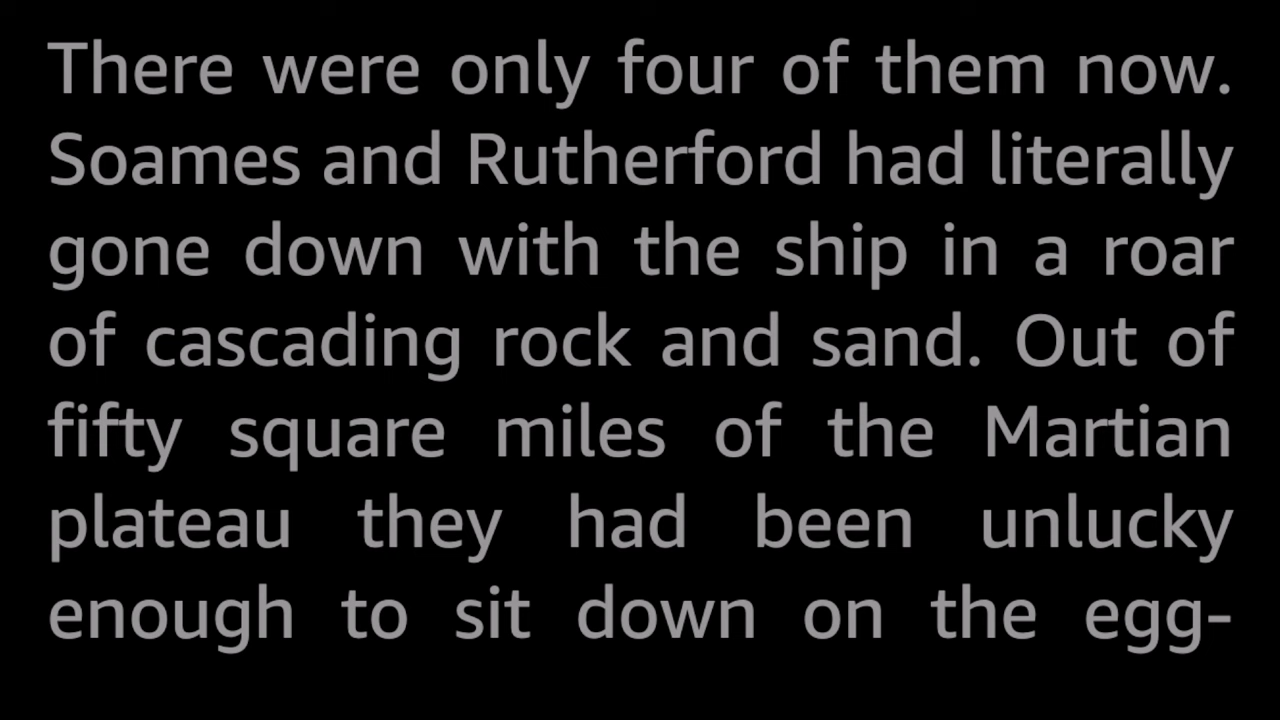 There were only four of them now.
Soames and Rutherford had literally
gone down with the ship in a roar
of cascading rock and sand. Out of
fifty square miles of the Martian
plateau they had been unlucky
enough to sit down on the egg-